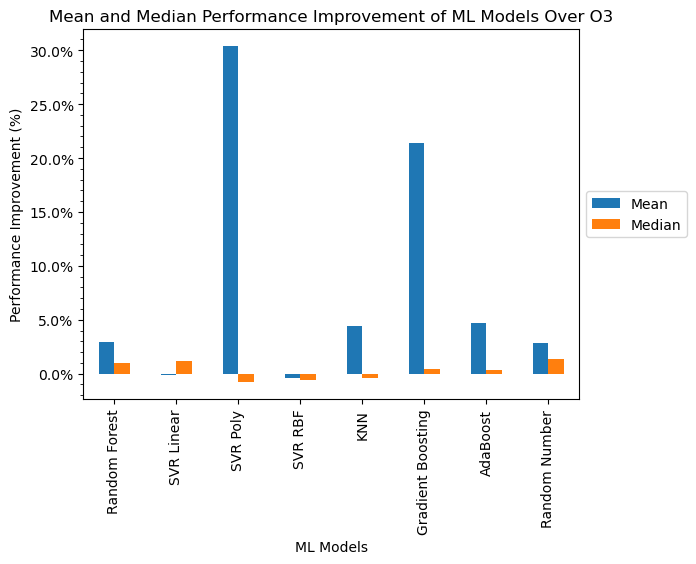 Mean and Median Performance Improvement of ML Models Over O3
Performance Improvement (%)
30.0%
25.0%
20.0%
15.0%
10.0%
5.0%
0.0%
Mean
Median
Random Forest
SVR Linear
SVR Poly
SVR RBF
KNN
Gradient Boosting
AdaBoost
Random Number
ML Models